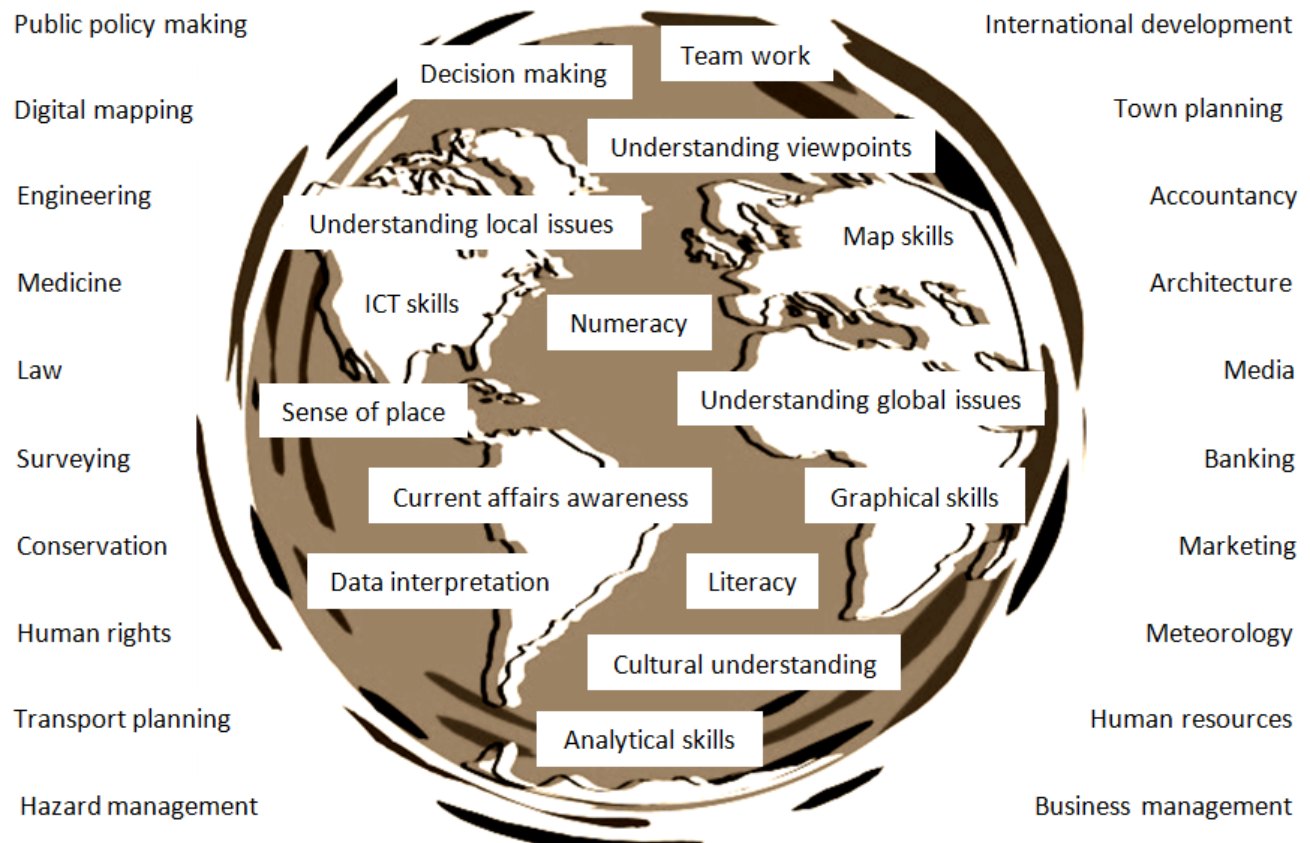 Public policy making
Digital mapping
Engineering
Medicine
Law
Surveying
Conservation
Human rights
Transport planning
Hazard management
Decision making
Team work
Understanding viewpoints
Understanding local issues
Map skills
ICT skills
Numeracy
Sense of place
Understanding global issues
Current affairs awareness
Graphical skills
Data interpretation
Literacy
Cultural understanding
Analytical skills
International development
Town planning
Accountancy
Architecture
Media
Banking
Marketing
Meteorology
Human resources
Business management